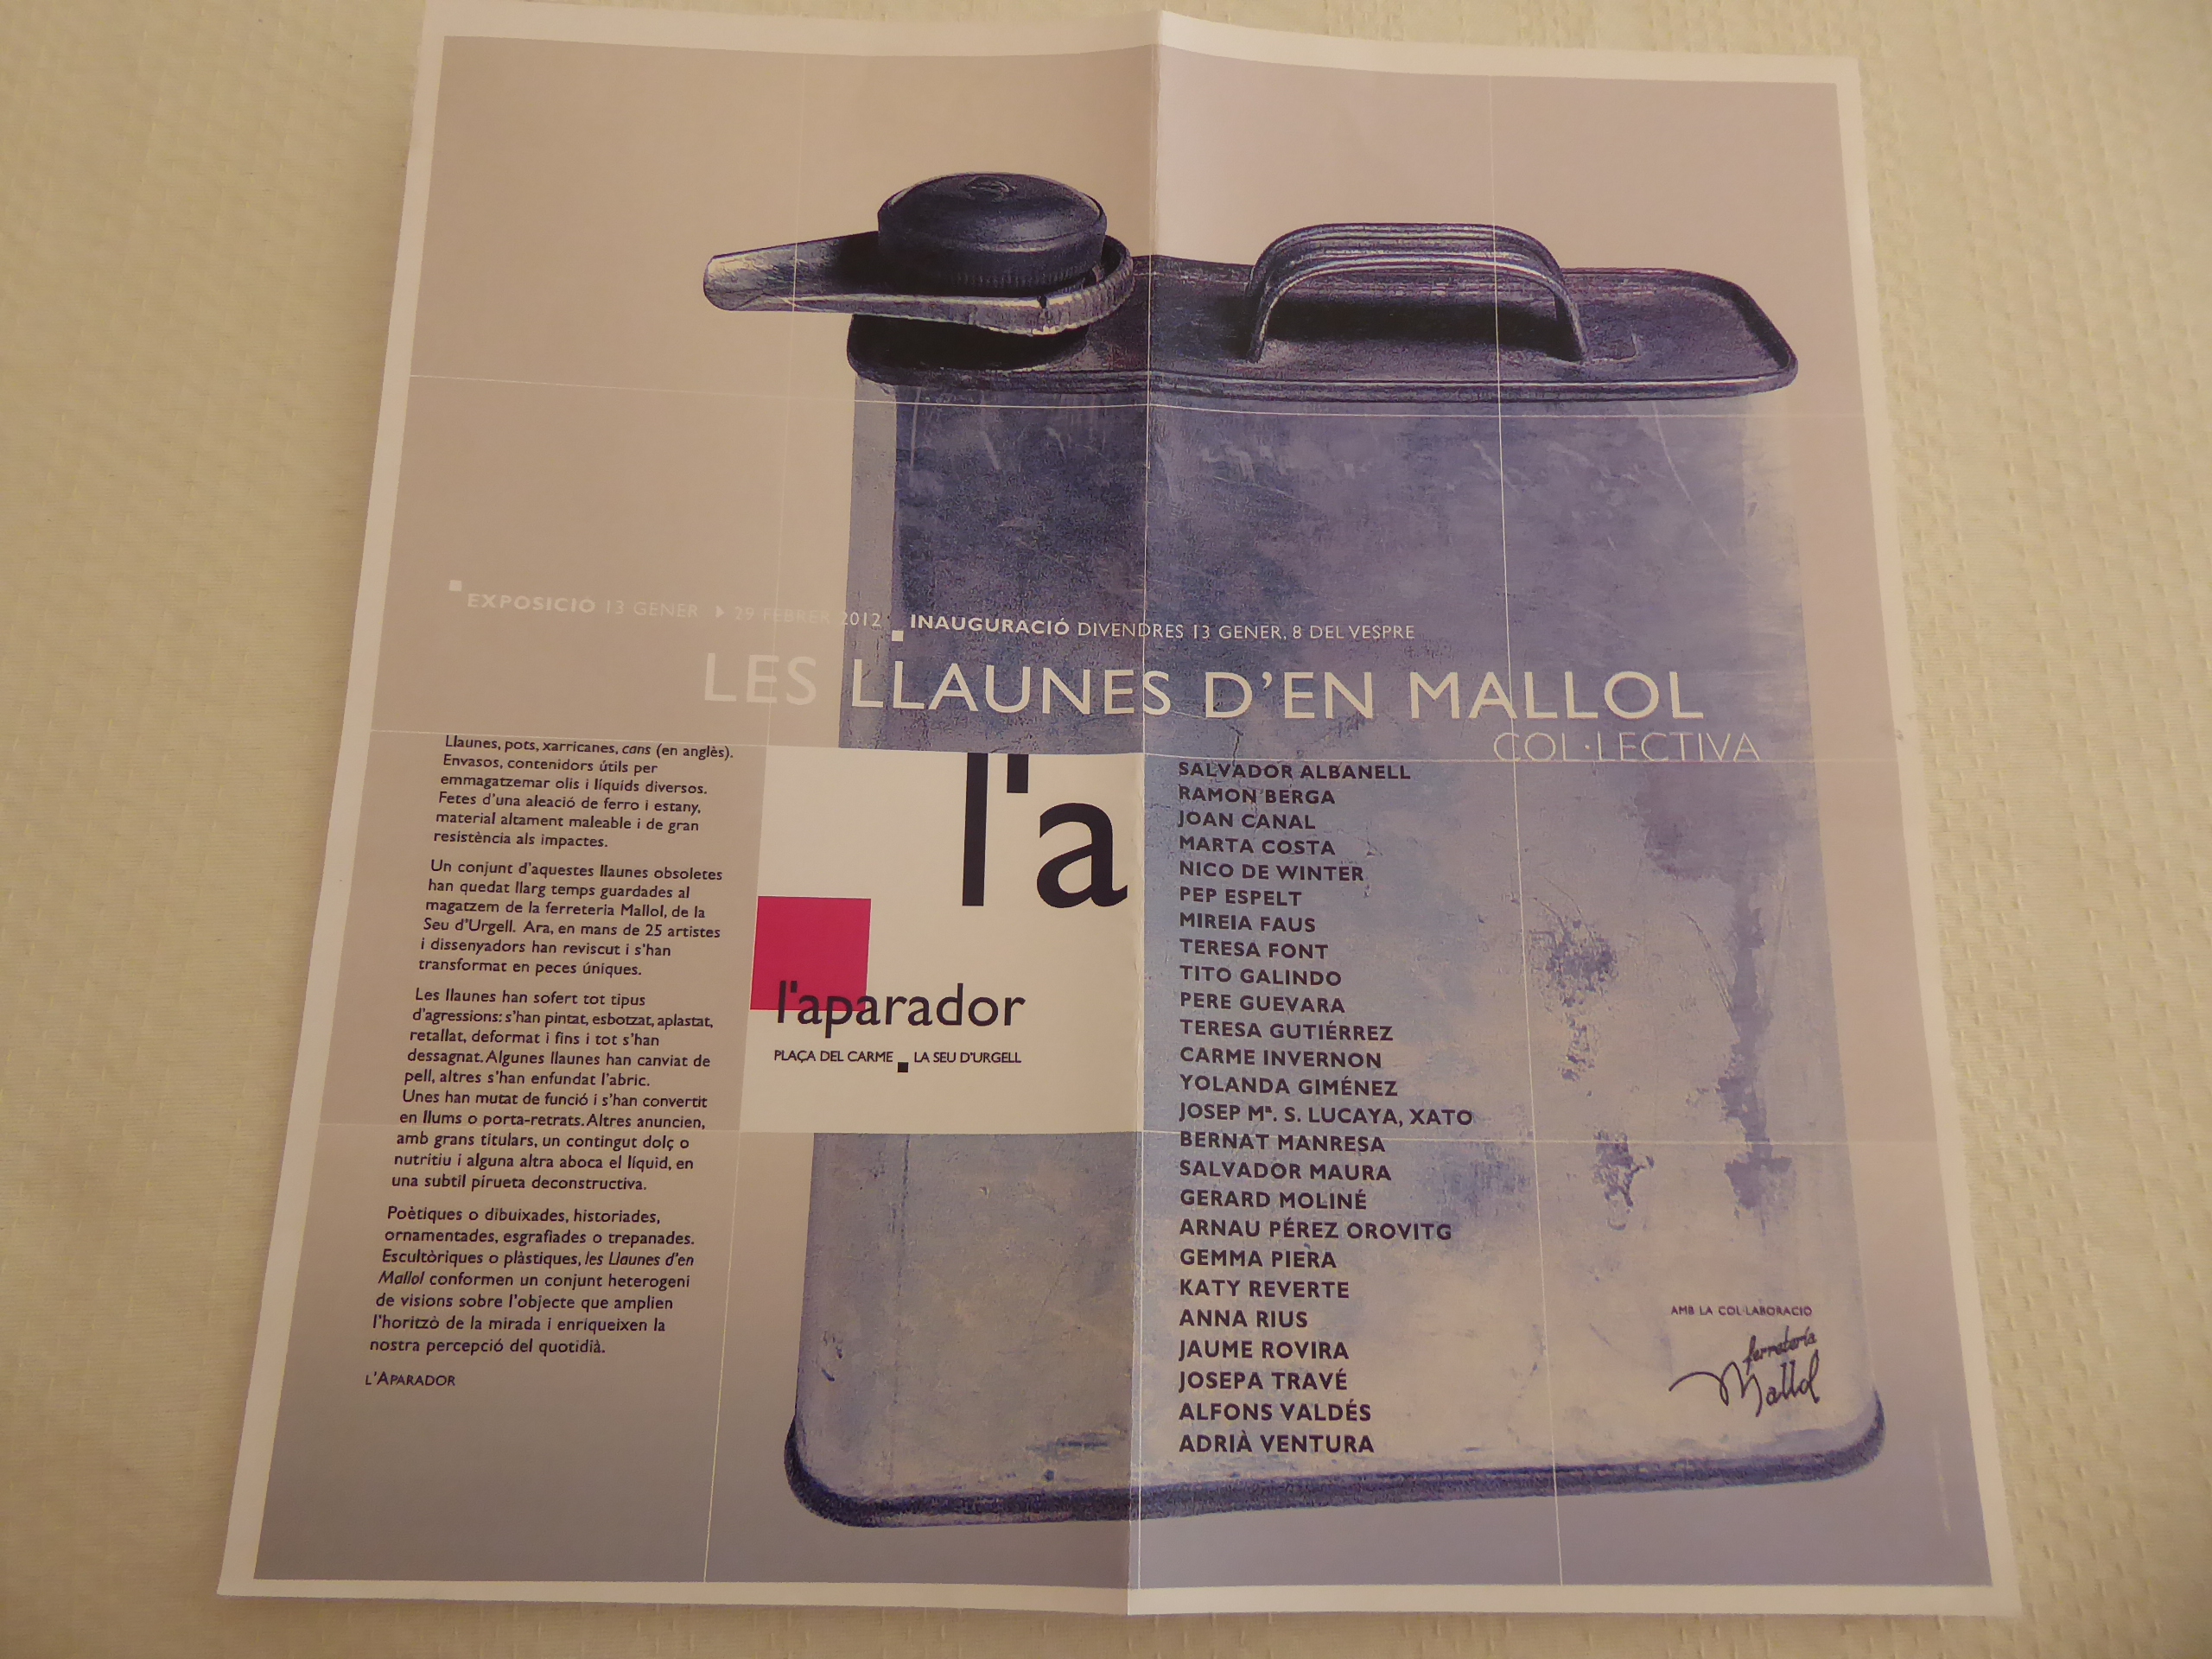 EXPOSICIÓ 13 GENER ▸ 29 FEBRER 2012 INAUGURACIÓ DIVENDRES 13 GENER, 8 DEL VESPRE
LES LLAUNES D'EN MALLOL
COL·LECTIVA
Llaunes, pots, xarricanes, cans (en anglès).
Envasos, contenidors útils per
emmagatzemar olis i líquids diversos.
Fetes d'una aleació de ferro i estany,
material altament maleable i de gran
resistència als impactes.
Un conjunt d'aquestes llaunes obsoletes
han quedat llarg temps guardades al
magatzem de la ferreteria Mallol, de la
Seu d'Urgell. Ara, en mans de 25 artistes
i dissenyadors han reviscut i s'han
transformat en peces úniques.
Les llaunes han sofert tot tipus
d'agressions: s'han pintat, esbotzat, aplastat,
retallat, deformat i fins i tot s'han
dessagnat. Algunes llaunes han canviat de
pell, altres s'han enfundat l'abric.
Unes han mutat de funció i s'han convertit
en llums o porta-retrats. Altres anuncien,
amb grans titulars, un contingut dolç o
nutritiu i alguna altra aboca el líquid, en
una subtil pirueta deconstructiva.
Poètiques o dibuixades, historiades,
ornamentades, esgrafiades o trepanades.
Escultòriques o plàstiques, les Llaunes d'en
Mallol conformen un conjunt heterogeni
de visions sobre l'objecte que amplien
l'horitzò de la mirada i enriqueixen la
nostra percepció del quotidià.
L'APARADOR
l'a
l'aparador
PLAÇA DEL CARME LA SEU D'URGELL
SALVADOR ALBANELL
RAMON BERGA
JOAN CANAL
MARTA COSTA
NICO DE WINTER
PEP ESPELT
MIREIA FAUS
TERESA FONT
TITO GALINDO
PERE GUEVARA
TERESA GUTIÉRREZ
CARME INVERNON
YOLANDA GIMÉNEZ
JOSEP Mª. S. LUCAYA, XATO
BERNAT MANRESA
SALVADOR MAURA
GERARD MOLINÉ
ARNAU PÉREZ OROVITG
GEMMA PIERA
KATY REVERTE
ANNA RIUS
JAUME ROVIRA
JOSEPA TRAVÉ
ALFONS VALDÉS
ADRIÀ VENTURA
AMB LA COL·LABORACIÓ
ferretería
Mallol